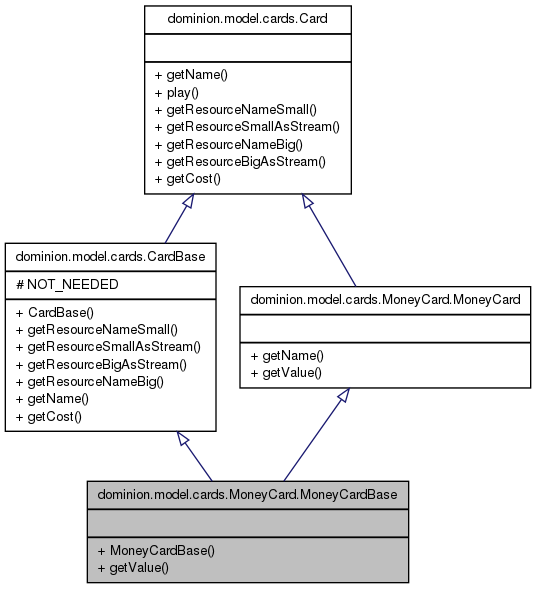 dominion.model.cards.Card
+ getName()
+ play()
+ getResourceNameSmall()
+ getResourceSmallAsStream()
+ getResourceNameBig()
+ getResourceBigAsStream()
+ getCost()
dominion.model.cards.CardBase
# NOT_NEEDED
+ CardBase()
+ getResourceNameSmall()
+ getResourceSmallAsStream()
+ getResourceBigAsStream()
+ getResourceNameBig()
+ getName()
+ getCost()
dominion.model.cards.MoneyCard.MoneyCard
+ getName()
+ getValue()
dominion.model.cards.MoneyCard.MoneyCardBase
+ MoneyCardBase()
+ getValue()